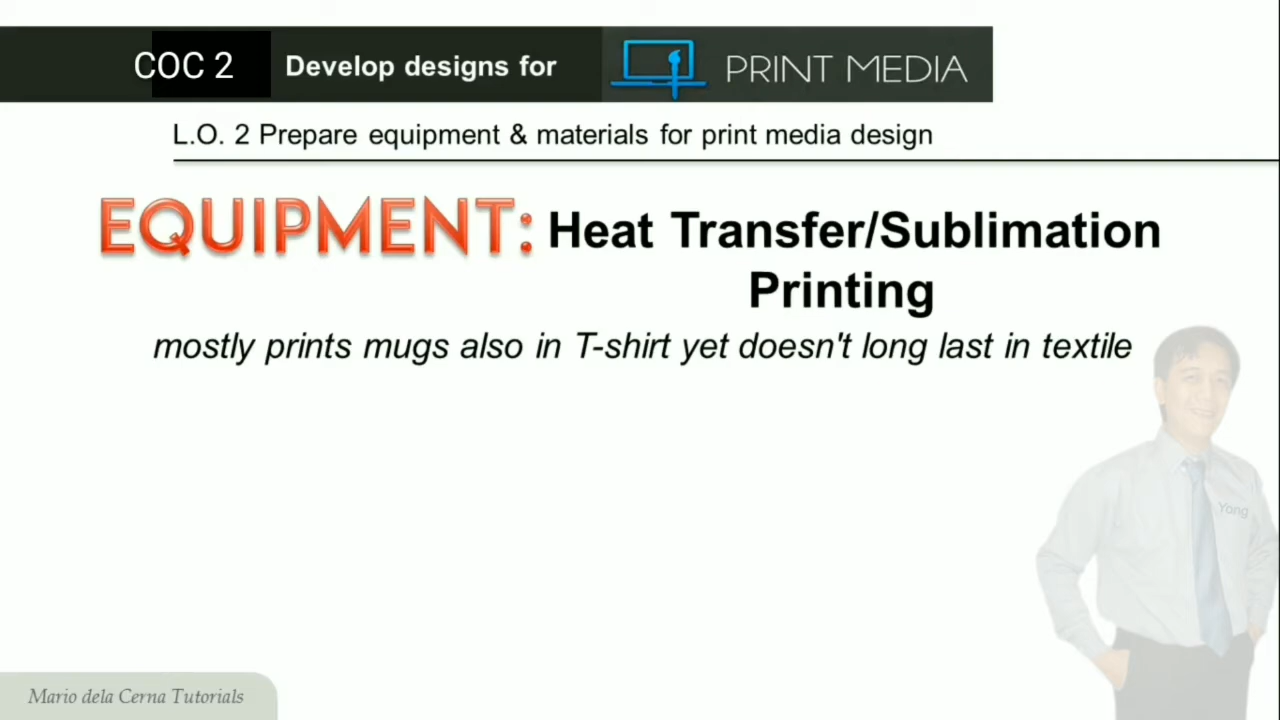 COC 2 Develop designs for PRINT MEDIA
L.O. 2 Prepare equipment & materials for print media design
EQUIPMENT: Heat Transfer/Sublimation
Printing
mostly prints mugs also in T-shirt yet doesn't long last in textile
Yong
Mario dela Cerna Tutorials